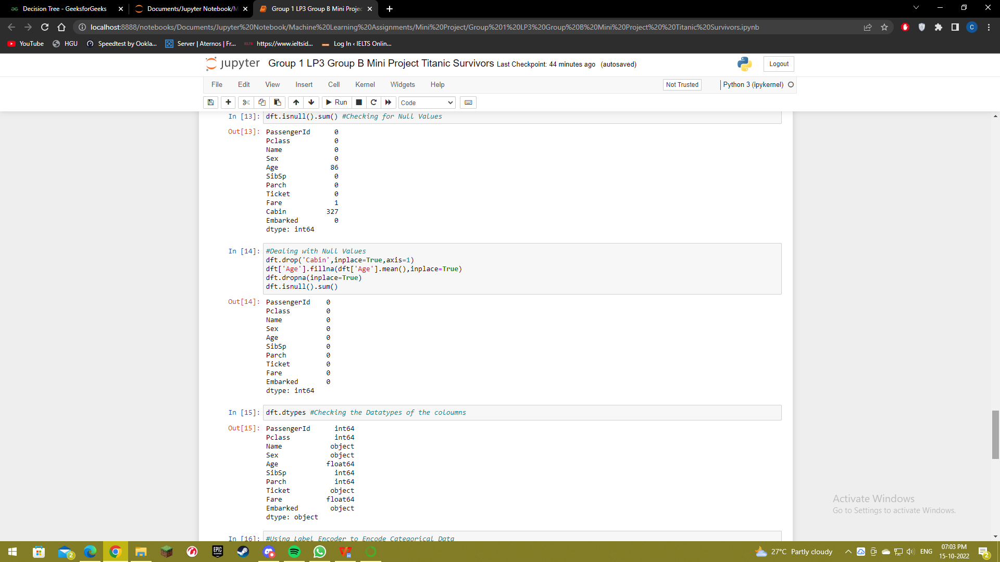 Decision Tree - GeeksforGeeks
Documents/Jupyter Notebook/M
Group 1 LP3 Group B Mini Projec
localhost:8888/notebooks/Documents/Jupyter%20Notebook/Machine%20Learning%20Assignments/Mini%20Project/Group%201%20LP3%20Group%20B%20Mini%20Project%20%20Titanic%20Survivors.ipynb
C
YouTube
HGU
Speedtest by Ookla...
Server | Aternos | Fr...
IELTS https://www.ieltsid...
Log In ‹ IELTS Onlin...
jupyter Group 1 LP3 Group B Mini Project Titanic Survivors Last Checkpoint: 44 minutes ago (autosaved)
Logout
File Edit View Insert Cell Kernel Widgets Help
Not Trusted
Python 3 (ipykernel)
Run
Code
In [13]: dft.isnull().sum() #Checking for Null Values
Out[13]: PassengerId 0
Pclass 0
Name 0
Sex 0
Age 86
SibSp 0
Parch 0
Ticket 0
Fare 1
Cabin 327
Embarked 0
dtype: int64
In [14]: #Dealing with Null Values
dft.drop('Cabin',inplace=True,axis=1)
dft['Age'].fillna(dft['Age'].mean(),inplace=True)
dft.dropna(inplace=True)
dft.isnull().sum()
Out[14]: PassengerId 0
Pclass 0
Name 0
Sex 0
Age 0
SibSp 0
Parch 0
Ticket 0
Fare 0
Embarked 0
dtype: int64
In [15]: dft.dtypes #Checking the Datatypes of the coloumns
Out[15]: PassengerId int64
Pclass int64
Name object
Sex object
Age float64
SibSp int64
Parch int64
Ticket object
Fare float64
Embarked object
dtype: object
In [16]: #Using Label Encoder to Encode Categorical Data
Activate Windows
Go to Settings to activate Windows.
2
EPIC GAMES
27°C Partly cloudy
ENG
07:03 PM
15-10-2022
2